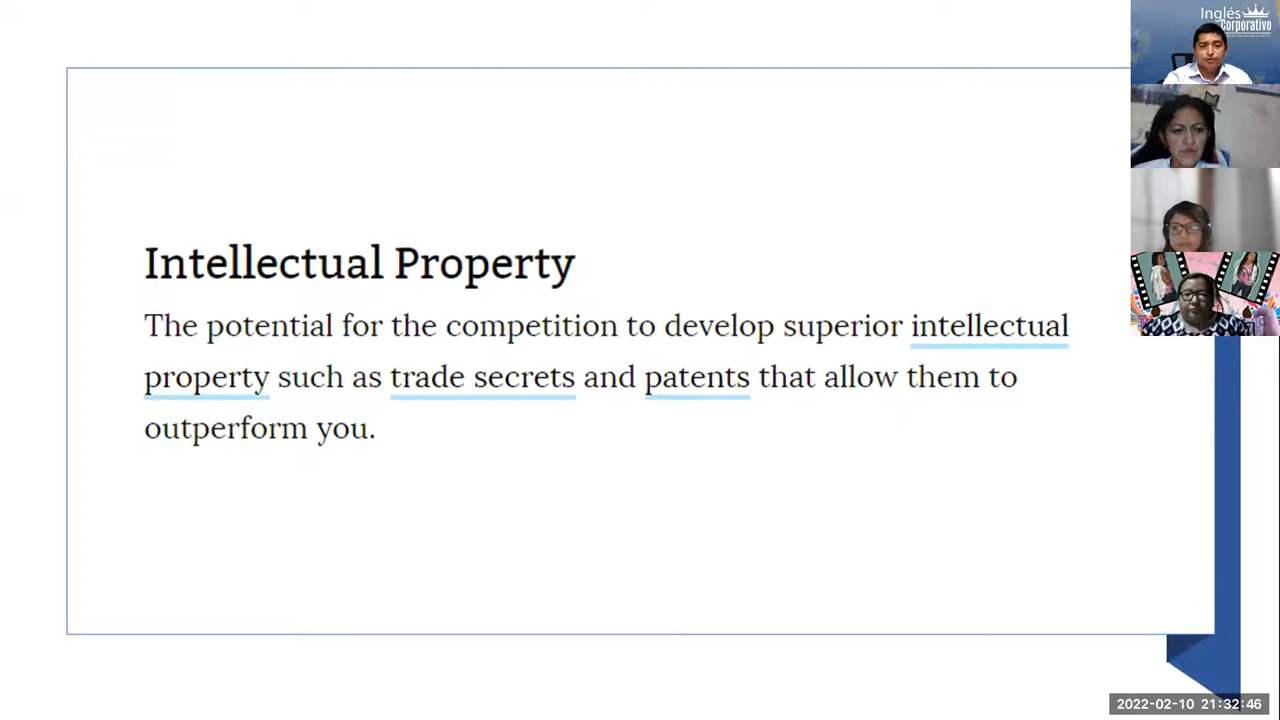 Inglés
Corporativo
Intellectual Property
The potential for the competition to develop superior intellectual
property such as trade secrets and patents that allow them to
outperform you.
2022-02-10 21:32:46